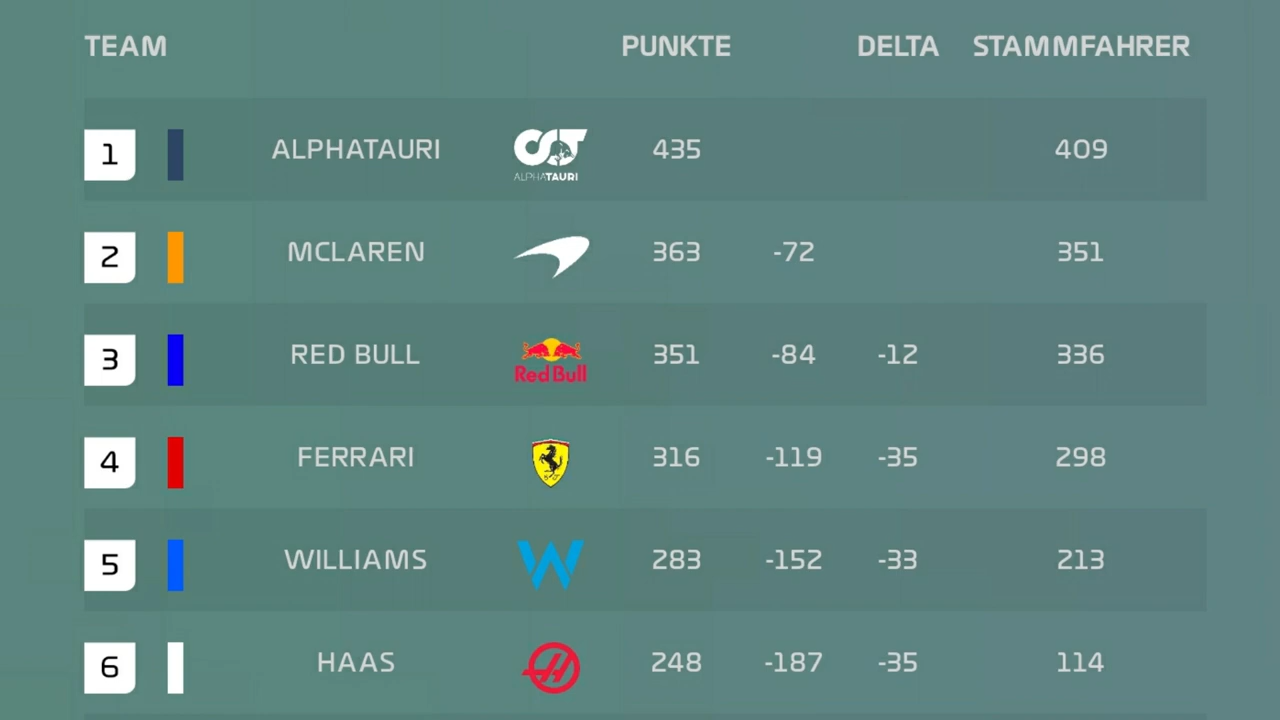 TEAM PUNKTE DELTA STAMMFAHRER
1 ALPHATAURI ALPHATAURI 435 409
2 MCLAREN 363 -72 351
3 RED BULL Red Bull 351 -84 -12 336
4 FERRARI 316 -119 -35 298
5 WILLIAMS 283 -152 -33 213
6 HAAS 248 -187 -35 114